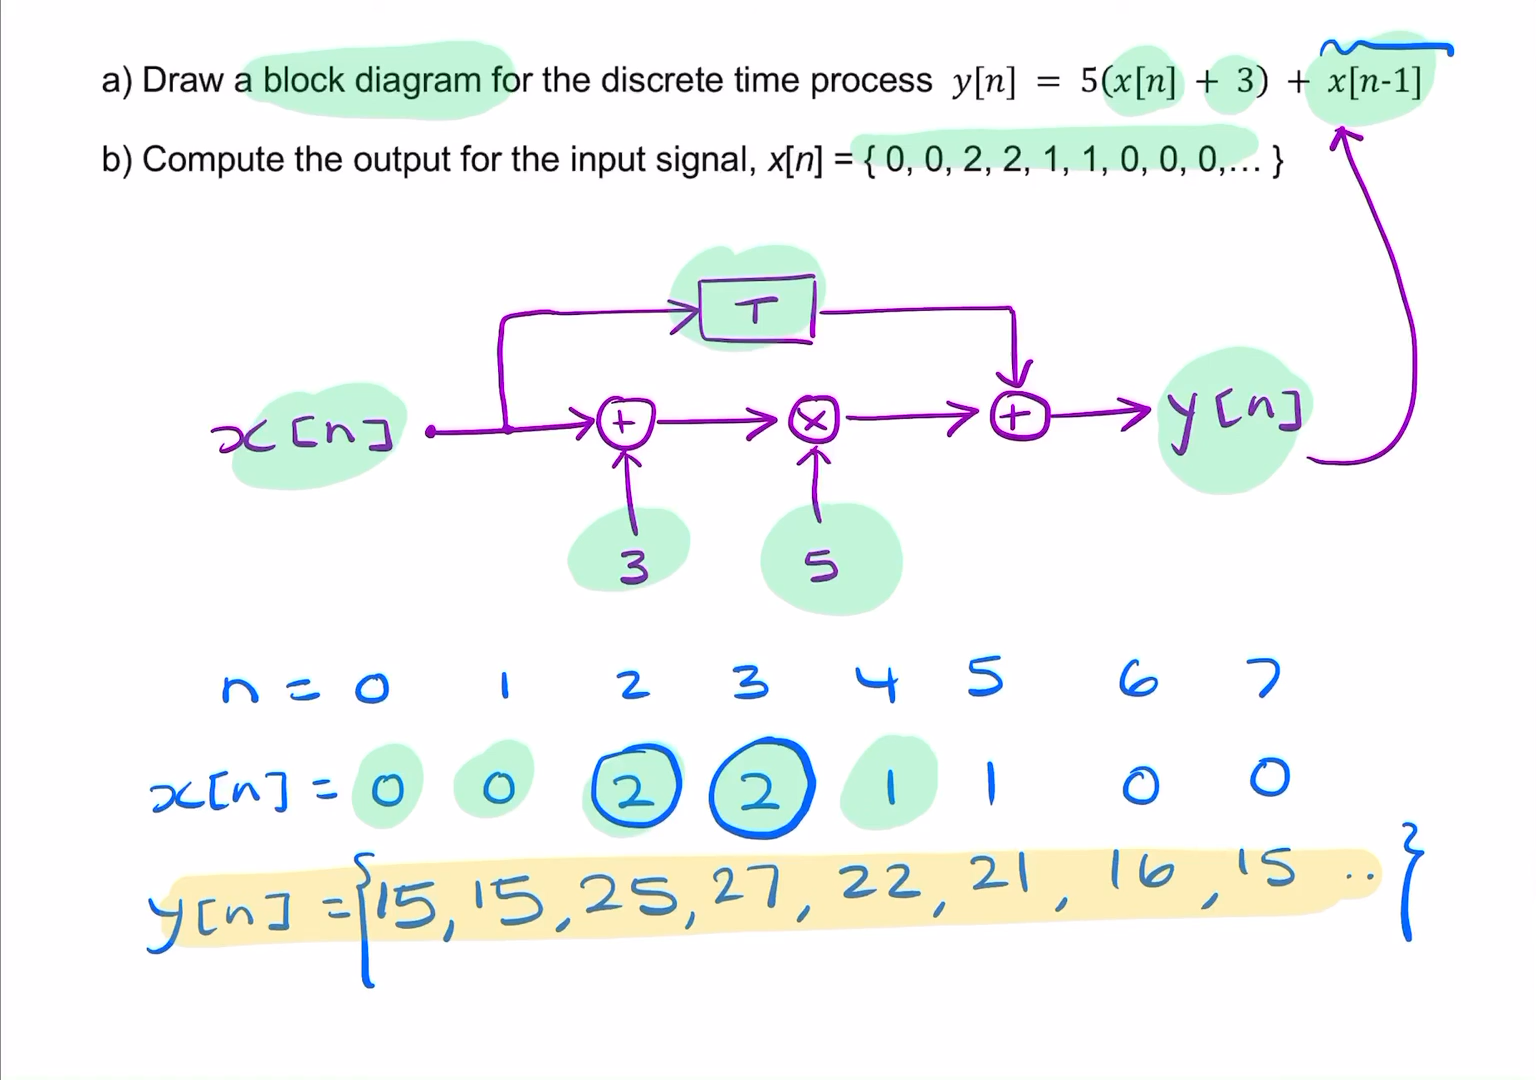 a) Draw a block diagram for the discrete time process y[n] = 5(x[n] + 3) + x[n-1]
b) Compute the output for the input signal, x[n] = { 0, 0, 2, 2, 1, 1, 0, 0, 0,... }
T
x[n] + × + y[n]
3 5
n = 0 1 2 3 4 5 6 7
x[n] = 0 0 2 2 1 1 0 0
y[n] = {15, 15, 25, 27, 22, 21, 16, 15 .. }